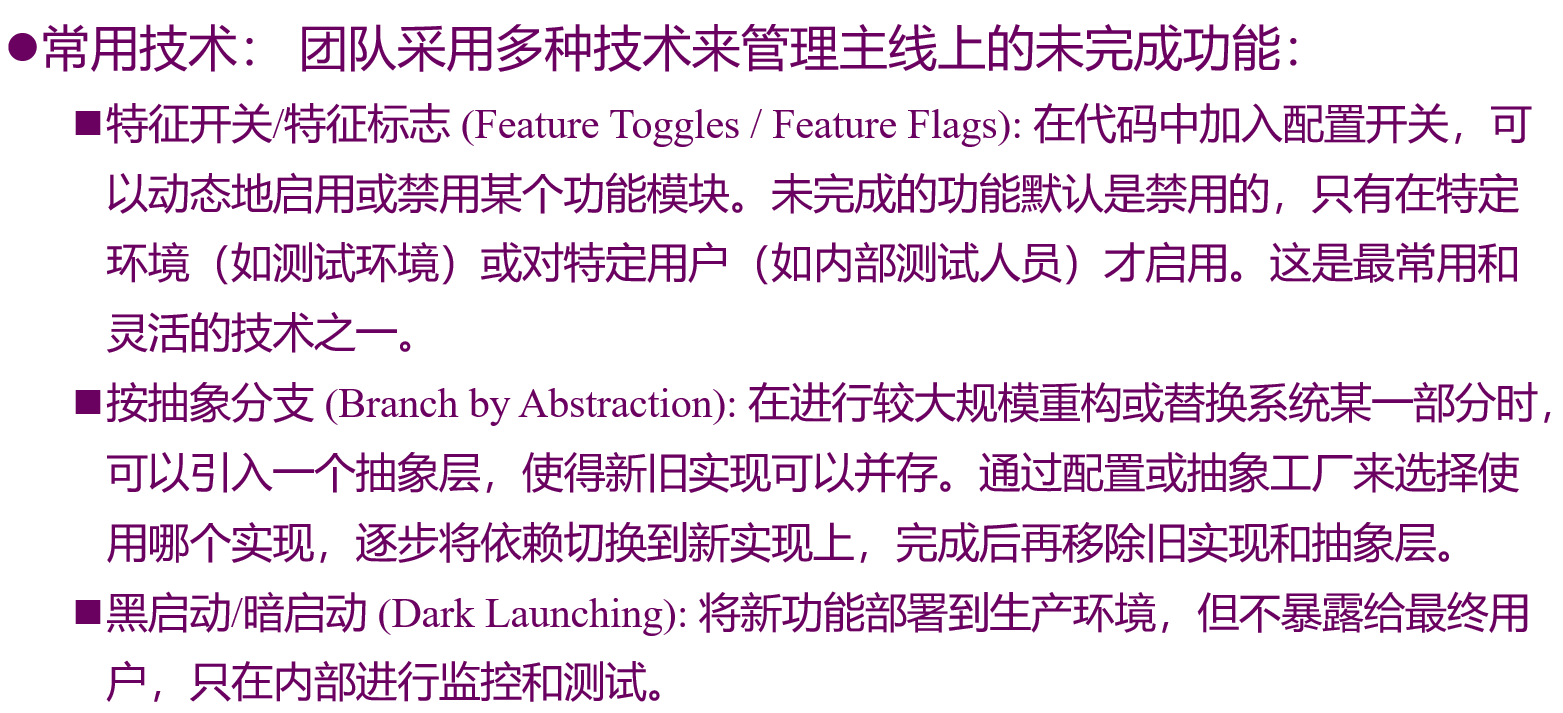 ●常用技术： 团队采用多种技术来管理主线上的未完成功能：
■特征开关/特征标志 (Feature Toggles / Feature Flags): 在代码中加入配置开关，可
以动态地启用或禁用某个功能模块。未完成的功能默认是禁用的，只有在特定
环境（如测试环境）或对特定用户（如内部测试人员）才启用。这是最常用和
灵活的技术之一。
■按抽象分支 (Branch by Abstraction): 在进行较大规模重构或替换系统某一部分时，
可以引入一个抽象层，使得新旧实现可以并存。通过配置或抽象工厂来选择使
用哪个实现，逐步将依赖切换到新实现上，完成后再移除旧实现和抽象层。
■黑启动/暗启动 (Dark Launching): 将新功能部署到生产环境，但不暴露给最终用
户，只在内部进行监控和测试。